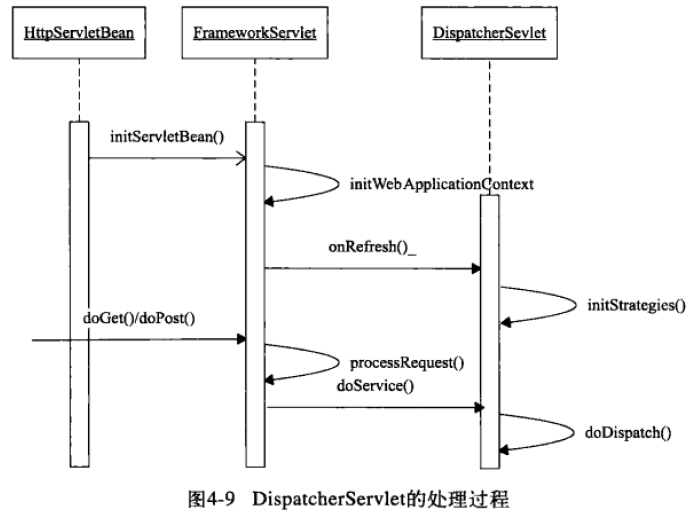 HttpServletBean
FrameworkServlet
DispatcherSevlet
initServletBean()
initWebApplicationContext
onRefresh()_
initStrategies()
doGet()/doPost()
processRequest()
doService()
doDispatch()
图4-9 DispatcherServlet的处理过程